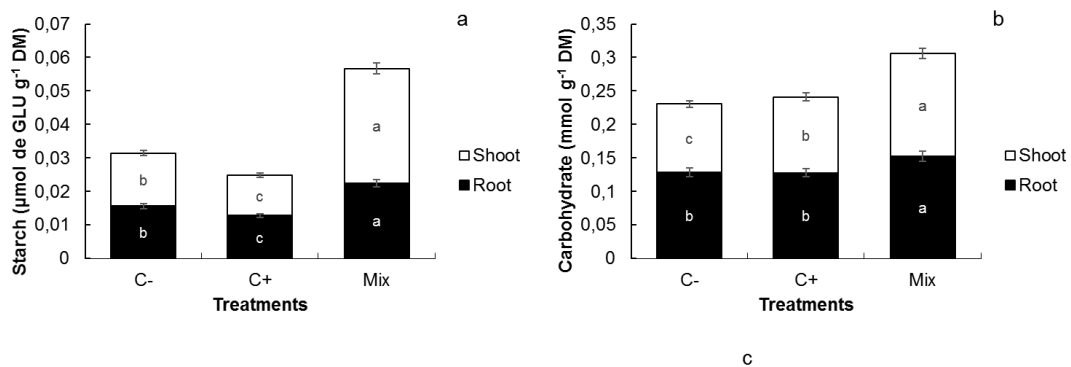 a
Starch (µmol de GLU g-1 DM)
0,07
0,06
0,05
0,04
0,03
0,02
0,01
0
b
b
c
c
a
a
C-
C+
Mix
Treatments
Shoot
Root
b
Carbohydrate (mmol g-1 DM)
0,35
0,3
0,25
0,2
0,15
0,1
0,05
0
c
b
b
b
a
a
C-
C+
Mix
Treatments
Shoot
Root
c